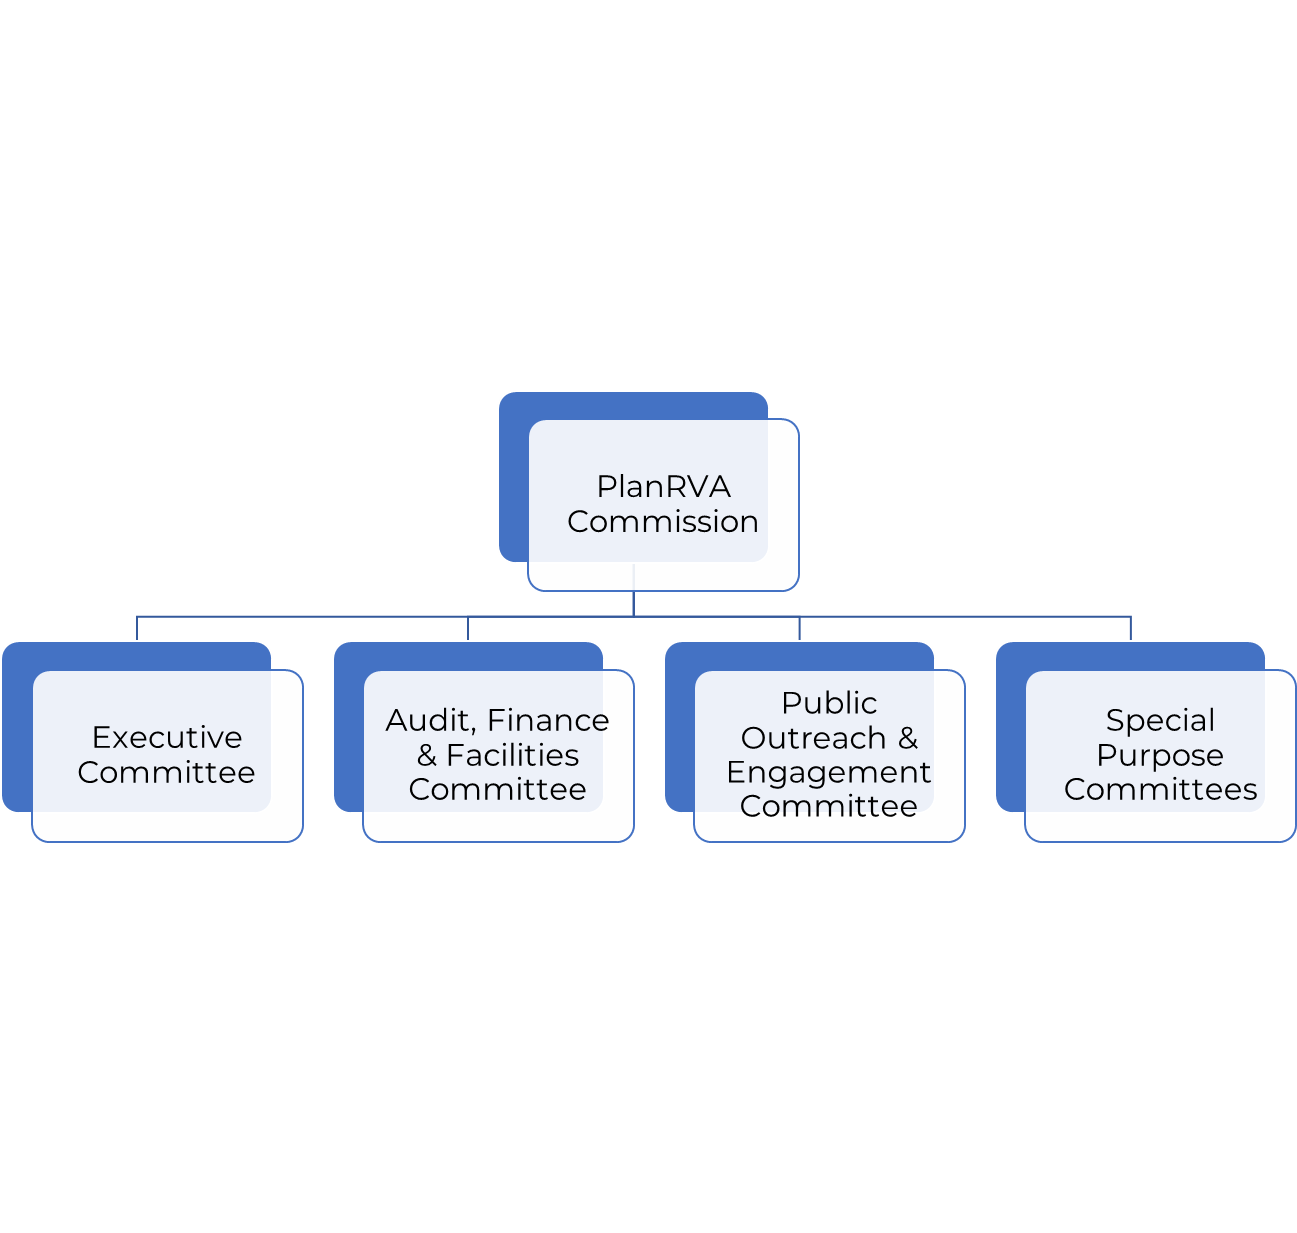 PlanRVA
Commission
Executive
Committee
Audit, Finance
& Facilities
Committee
Public
Outreach &
Engagement
Committee
Special
Purpose
Committees